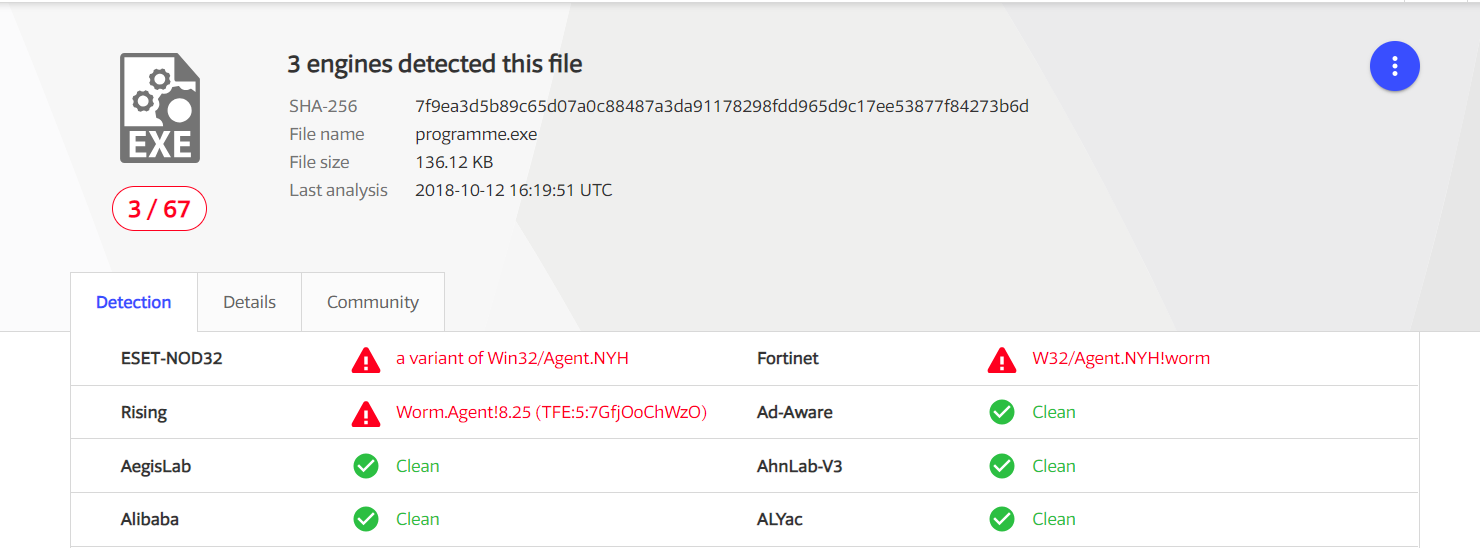 3 engines detected this file
SHA-256 7f9ea3d5b89c65d07a0c88487a3da91178298fdd965d9c17ee53877f84273b6d
File name programme.exe
File size 136.12 KB
Last analysis 2018-10-12 16:19:51 UTC
EXE
3 / 67
Detection Details Community
ESET-NOD32 a variant of Win32/Agent.NYH Fortinet W32/Agent.NYH!worm
Rising Worm.Agent!8.25 (TFE:5:7GfjOoChWzO) Ad-Aware Clean
AegisLab Clean AhnLab-V3 Clean
Alibaba Clean ALYac Clean